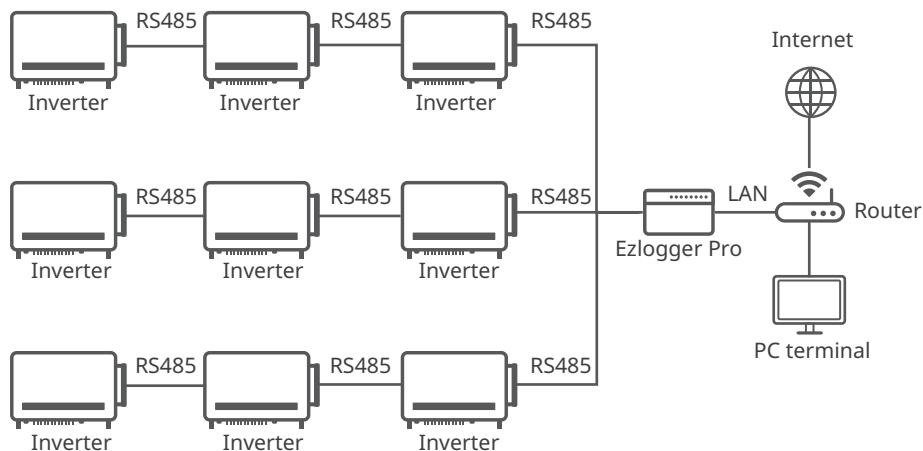 RS485 RS485 RS485
Inverter Inverter Inverter
Internet
RS485 RS485 RS485
Inverter Inverter Inverter
LAN
Router
Ezlogger Pro
PC terminal
RS485 RS485 RS485
Inverter Inverter Inverter